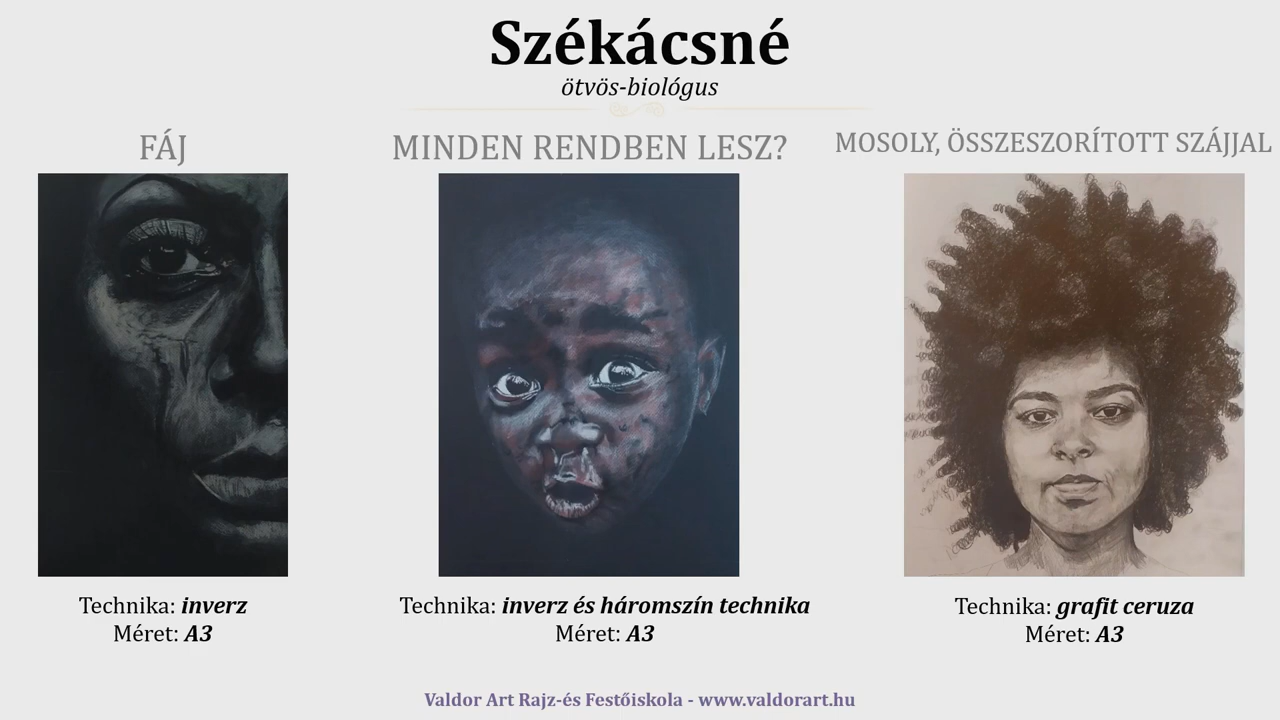 Székácsné
ötvös-biológus
FÁJ
MINDEN RENDBEN LESZ?
MOSOLY, ÖSSZESZORÍTOTT SZÁJJAL
Technika: inverz
Méret: A3
Technika: inverz és háromszín technika
Méret: A3
Technika: grafit ceruza
Méret: A3
Valdor Art Rajz-és Festőiskola - www.valdorart.hu